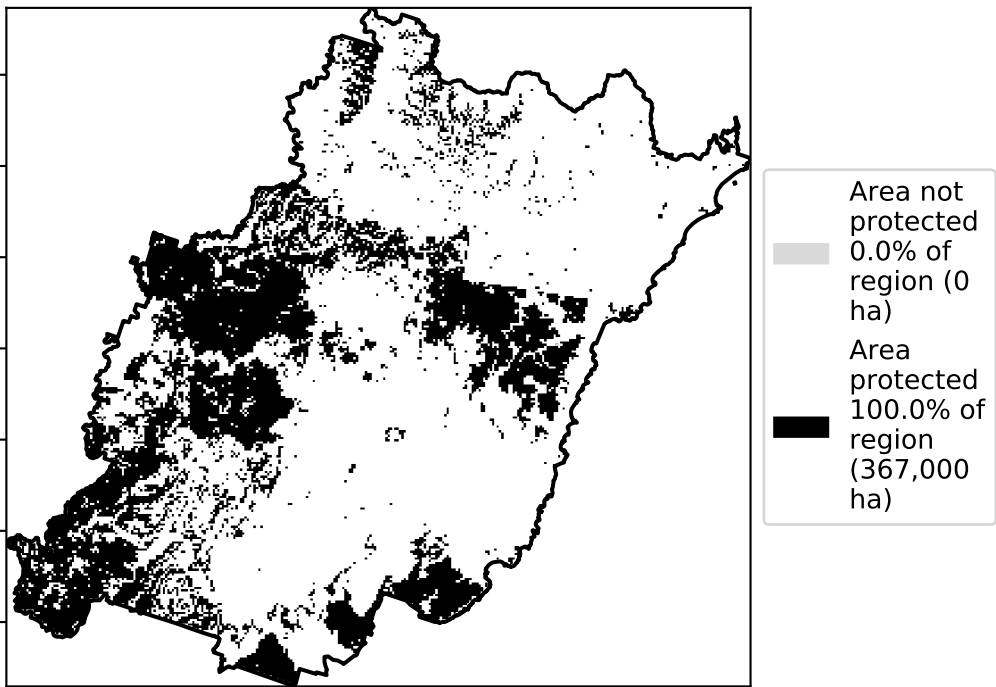 Area not
protected
0.0% of
region (0
ha)
Area
protected
100.0% of
region
(367,000
ha)